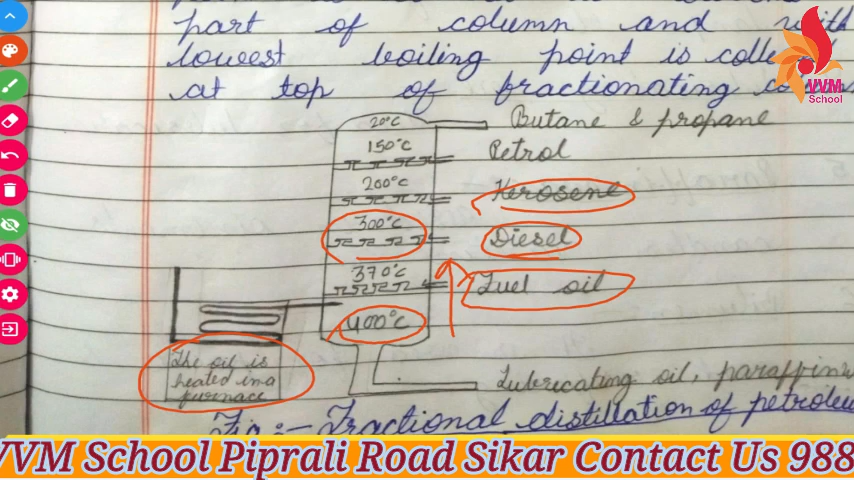 part of column and with
lowest boiling point is colle
at top of fractionating
VVM
School
20°C
Butane & propane
150°C
Petrol
200°C
Kerosene
300°C
Diesel
370°C
Fuel oil
400°C
The oil is
heated in a
furnace
Lubricating oil, paraffin
Fig:- Fractional distillation of petroleu
VVM School Piprali Road Sikar Contact Us 988